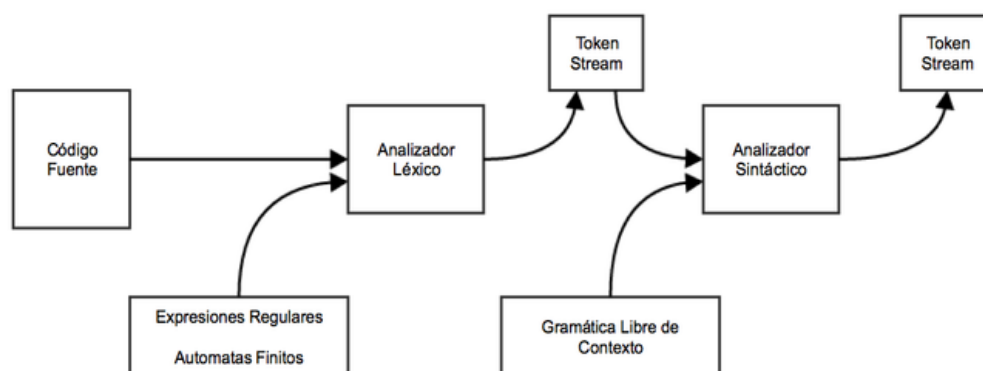 Token
Stream
Token
Stream
Código
Fuente
Analizador
Léxico
Analizador
Sintáctico
Expresiones Regulares
Automatas Finitos
Gramática Libre de
Contexto